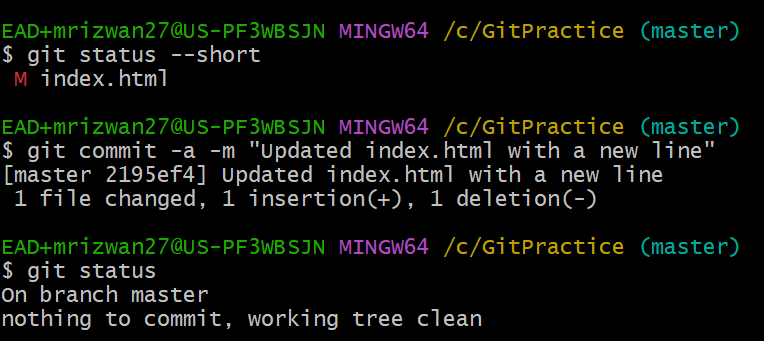 EAD+mrizwan27@US-PF3WBSJN MINGW64 /c/GitPractice (master)
$ git status --short
 M index.html
EAD+mrizwan27@US-PF3WBSJN MINGW64 /c/GitPractice (master)
$ git commit -a -m "Updated index.html with a new line"
[master 2195ef4] Updated index.html with a new line
 1 file changed, 1 insertion(+), 1 deletion(-)
EAD+mrizwan27@US-PF3WBSJN MINGW64 /c/GitPractice (master)
$ git status
On branch master
nothing to commit, working tree clean